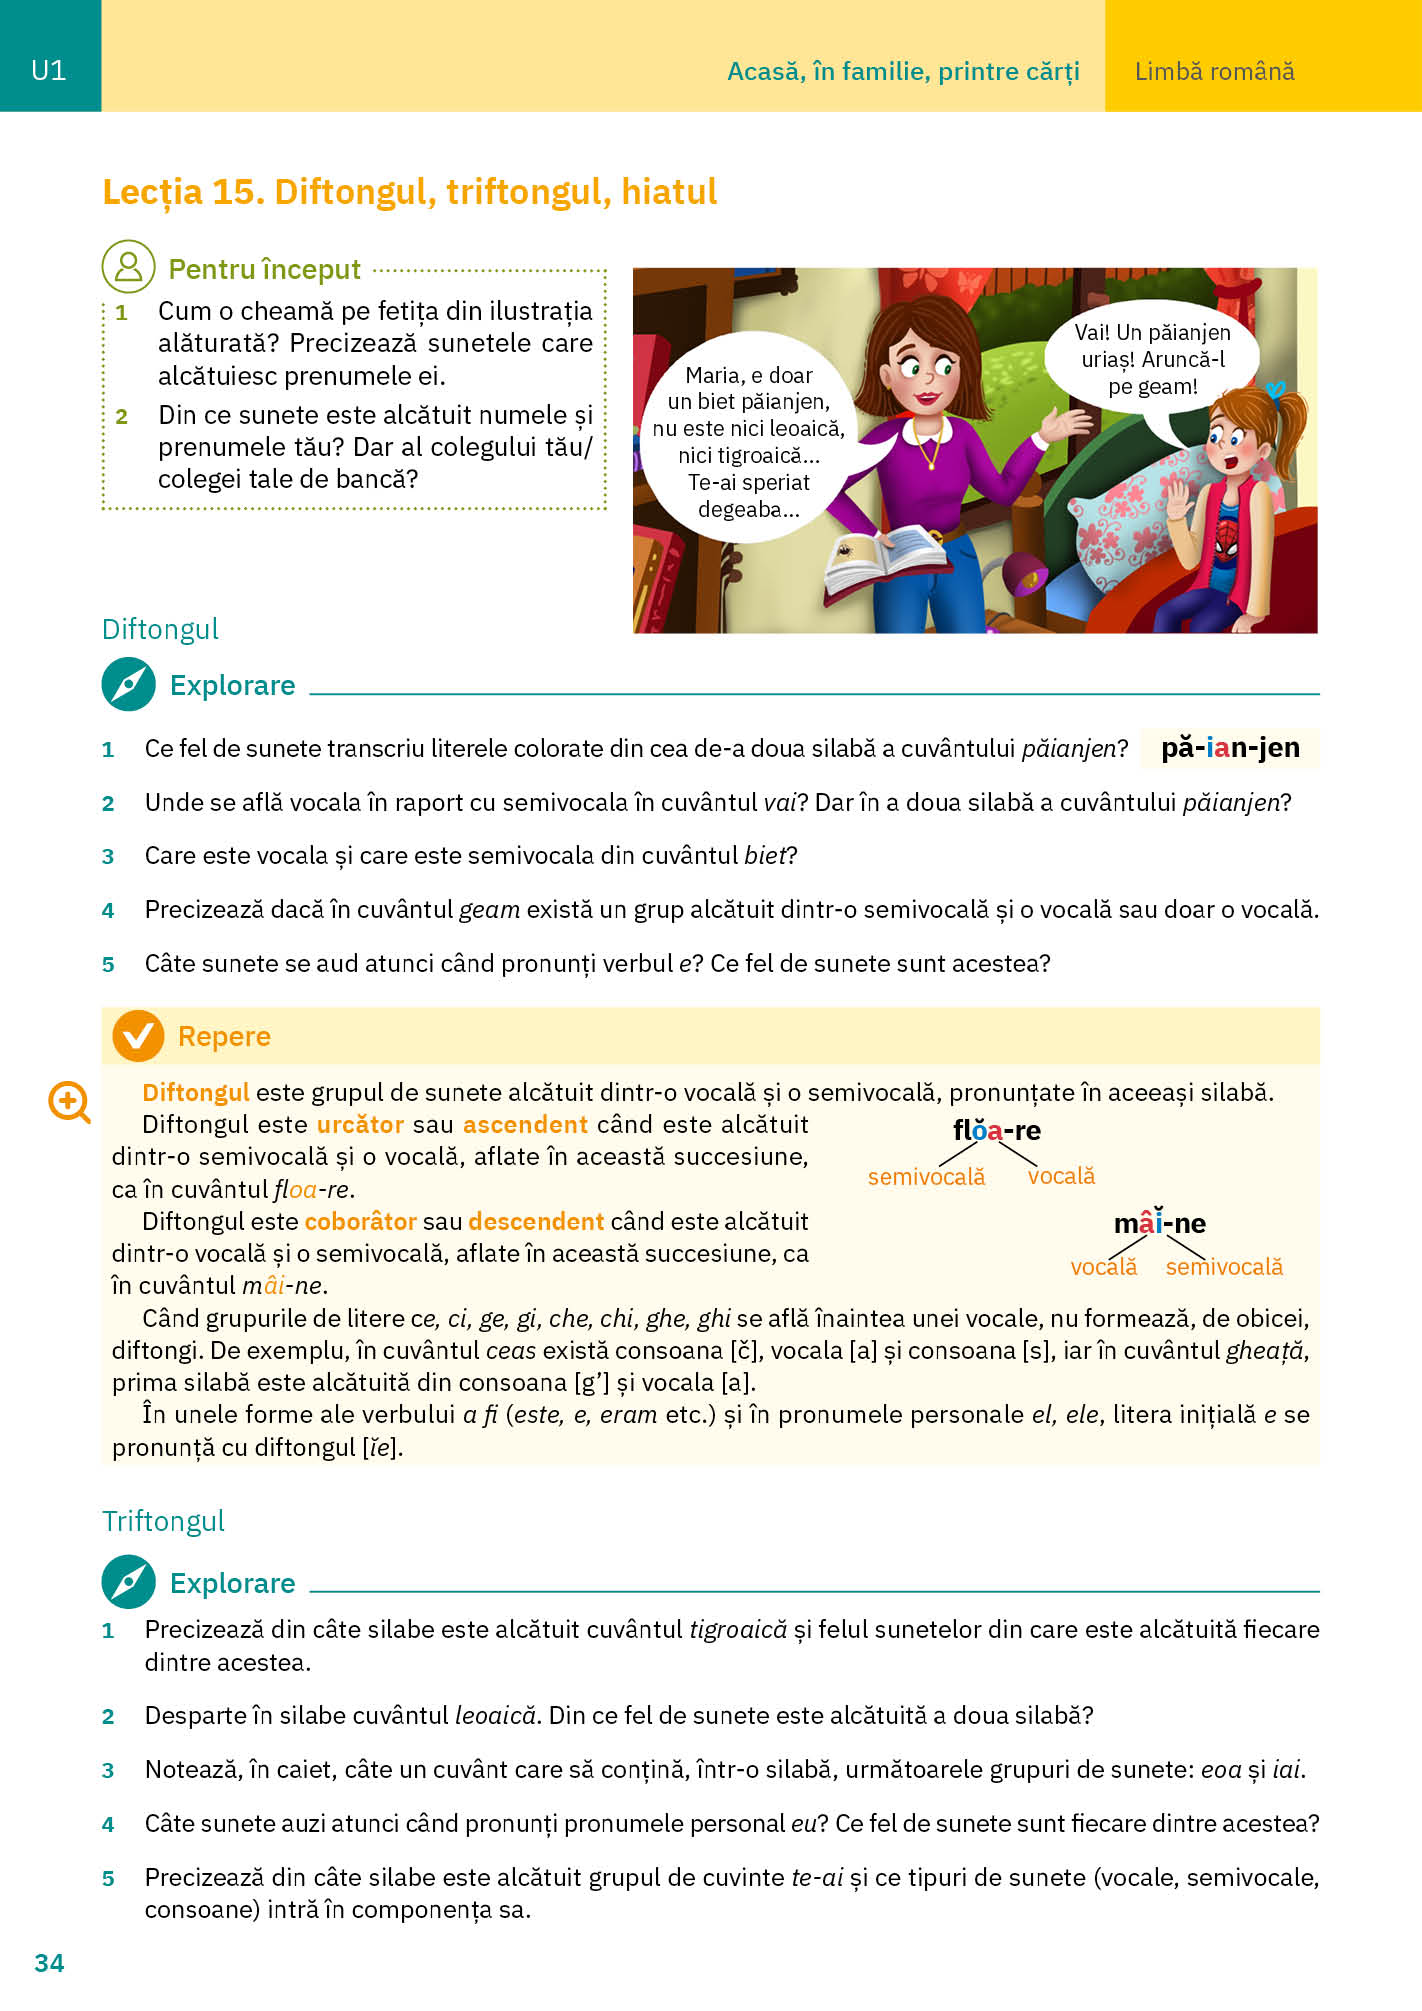 U1
Acasă, în familie, printre cărți
Limbă română
Lecția 15. Diftongul, triftongul, hiatul
Pentru început
1 Cum o cheamă pe fetița din ilustrația
alăturată? Precizează sunetele care
alcătuiesc prenumele ei.
2 Din ce sunete este alcătuit numele și
prenumele tău? Dar al colegului tău/
colegei tale de bancă?
Maria, e doar
un biet păianjen,
nu este nici leoaică,
nici tigroaică...
Te-ai speriat
degeaba...
Vai! Un păianjen
uriaș! Aruncă-l
pe geam!
Diftongul
Explorare
1 Ce fel de sunete transcriu literele colorate din cea de-a doua silabă a cuvântului păianjen?
pă-ian-jen
2 Unde se află vocala în raport cu semivocala în cuvântul vai? Dar în a doua silabă a cuvântului păianjen?
3 Care este vocala și care este semivocala din cuvântul biet?
4 Precizează dacă în cuvântul geam există un grup alcătuit dintr-o semivocală și o vocală sau doar o vocală.
5 Câte sunete se aud atunci când pronunți verbul e? Ce fel de sunete sunt acestea?
Repere
Diftongul este grupul de sunete alcătuit dintr-o vocală și o semivocală, pronunțate în aceeași silabă.
Diftongul este urcător sau ascendent când este alcătuit
dintr-o semivocală și o vocală, aflate în această succesiune,
ca în cuvântul floa-re.
flŏa-re
semivocală vocală
Diftongul este coborâtor sau descendent când este alcătuit
dintr-o vocală și o semivocală, aflate în această succesiune, ca
în cuvântul mâi-ne.
mâĭ-ne
vocală semivocală
Când grupurile de litere ce, ci, ge, gi, che, chi, ghe, ghi se află înaintea unei vocale, nu formează, de obicei,
diftongi. De exemplu, în cuvântul ceas există consoana [č], vocala [a] și consoana [s], iar în cuvântul gheață,
prima silabă este alcătuită din consoana [g’] și vocala [a].
În unele forme ale verbului a fi (este, e, eram etc.) și în pronumele personale el, ele, litera inițială e se
pronunță cu diftongul [ĭe].
Triftongul
Explorare
1 Precizează din câte silabe este alcătuit cuvântul tigroaică și felul sunetelor din care este alcătuită fiecare
dintre acestea.
2 Desparte în silabe cuvântul leoaică. Din ce fel de sunete este alcătuită a doua silabă?
3 Notează, în caiet, câte un cuvânt care să conțină, într-o silabă, următoarele grupuri de sunete: eoa și iai.
4 Câte sunete auzi atunci când pronunți pronumele personal eu? Ce fel de sunete sunt fiecare dintre acestea?
5 Precizează din câte silabe este alcătuit grupul de cuvinte te-ai și ce tipuri de sunete (vocale, semivocale,
consoane) intră în componența sa.
34